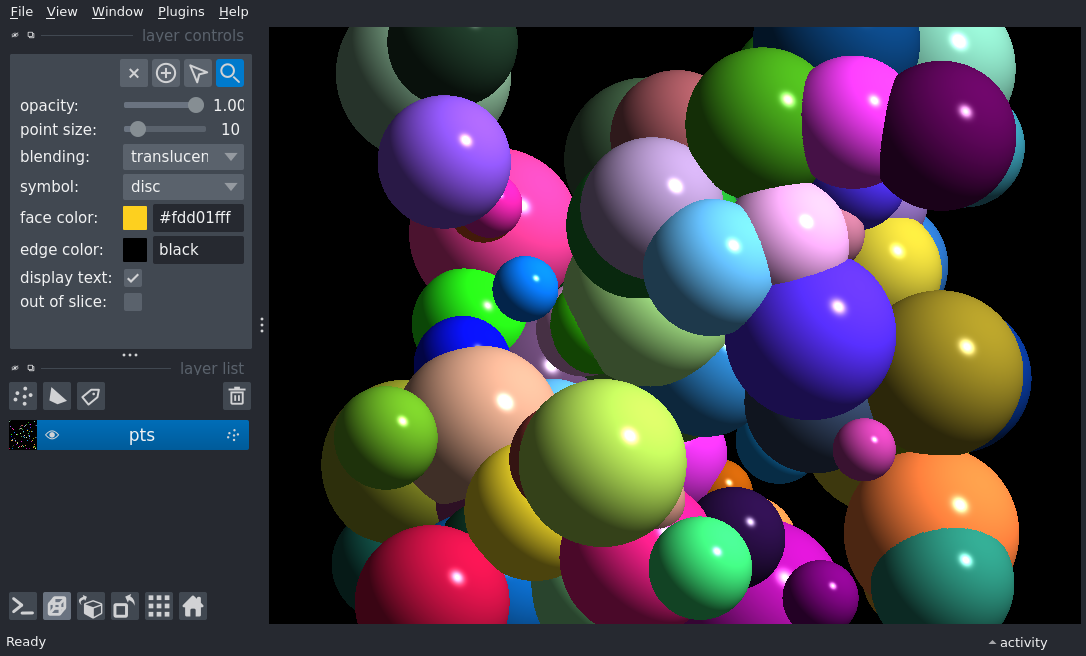 File View Window Plugins Help
layer controls
opacity: 1.00
point size: 10
blending: translucen
symbol: disc
face color: #fdd01fff
edge color: black
display text:
out of slice:
layer list
pts
Ready
activity